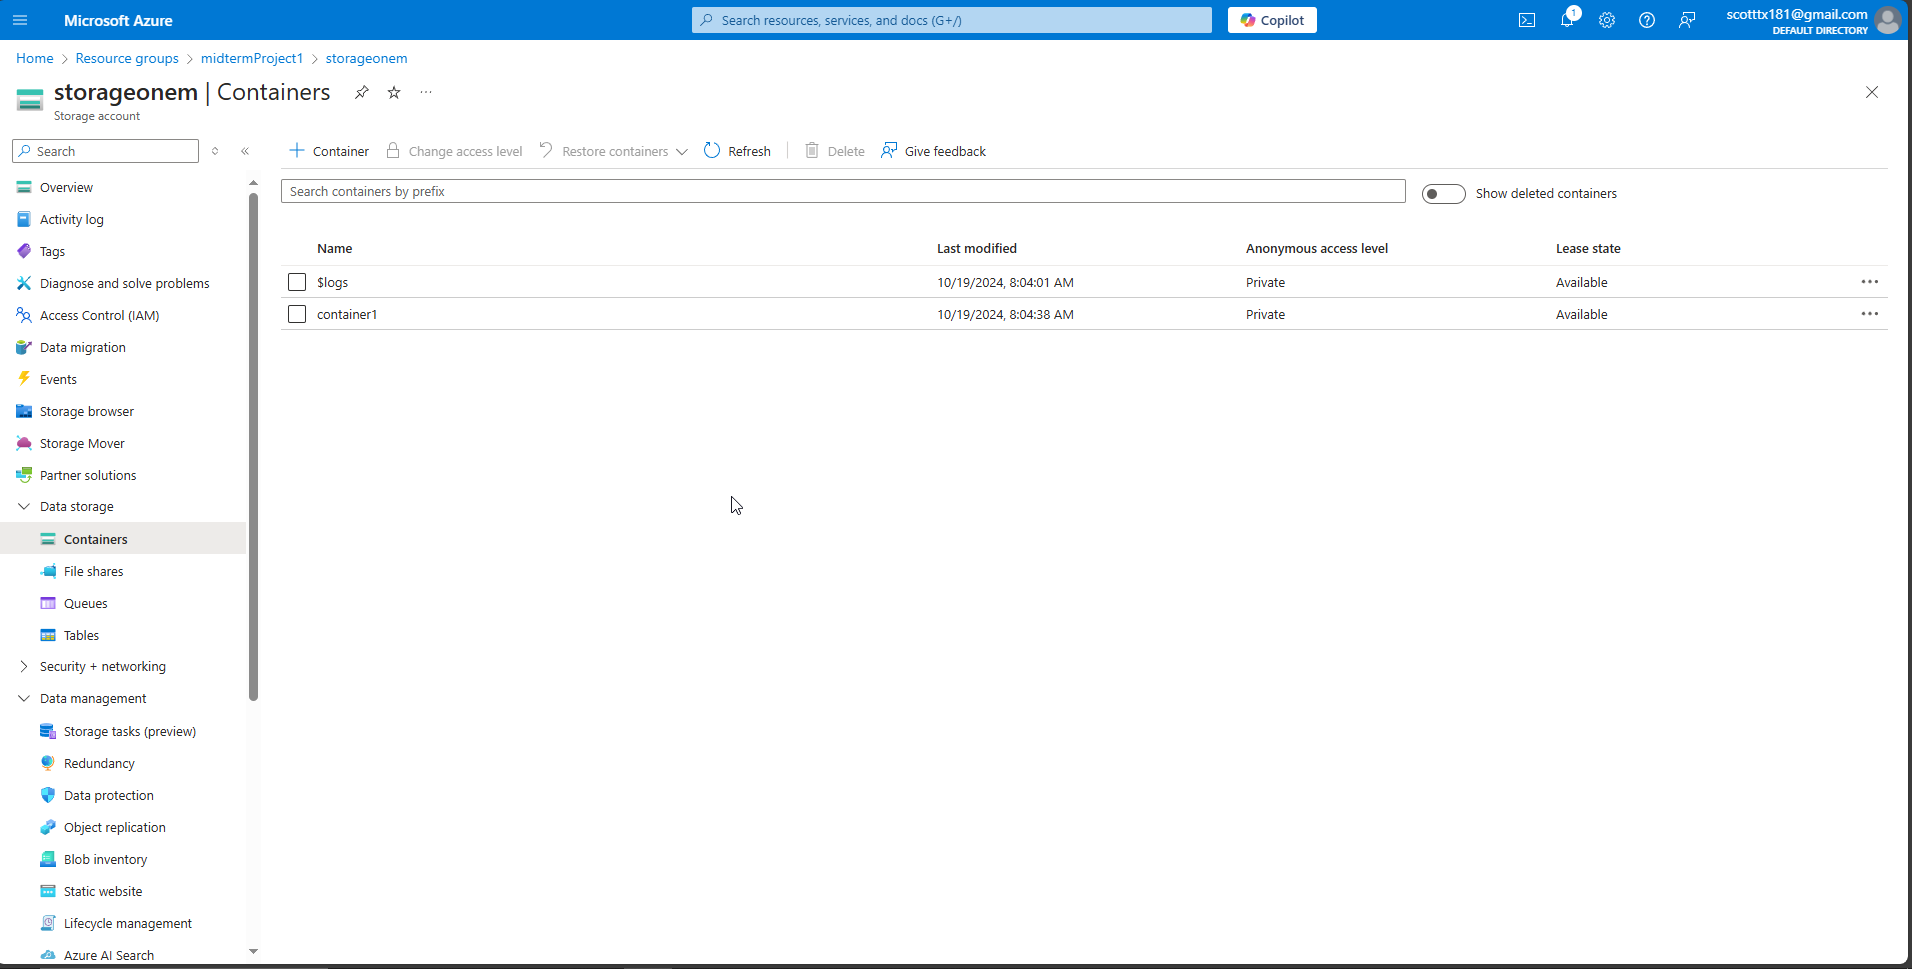 Microsoft Azure
Search resources, services, and docs (G+/)
Copilot
1
scotttx181@gmail.com
DEFAULT DIRECTORY
Home > Resource groups > midtermProject1 > storageonem
storageonem | Containers
Storage account
Search
Container
Change access level
Restore containers
Refresh
Delete
Give feedback
Overview
Activity log
Tags
Diagnose and solve problems
Access Control (IAM)
Data migration
Events
Storage browser
Storage Mover
Partner solutions
Data storage
Containers
File shares
Queues
Tables
Security + networking
Data management
Storage tasks (preview)
Redundancy
Data protection
Object replication
Blob inventory
Static website
Lifecycle management
Azure AI Search
Search containers by prefix
Show deleted containers
Name Last modified Anonymous access level Lease state
$logs 10/19/2024, 8:04:01 AM Private Available
container1 10/19/2024, 8:04:38 AM Private Available